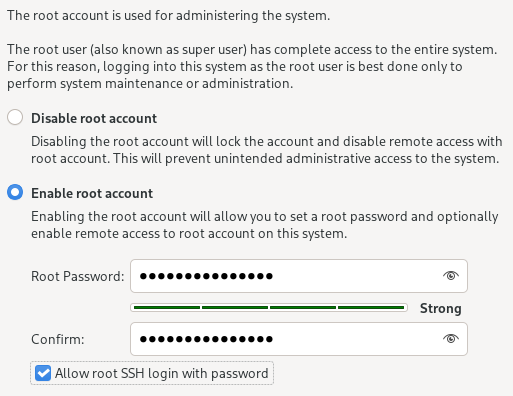 The root account is used for administering the system.
The root user (also known as super user) has complete access to the entire system.
For this reason, logging into this system as the root user is best done only to
perform system maintenance or administration.
Disable root account
Disabling the root account will lock the account and disable remote access with
root account. This will prevent unintended administrative access to the system.
Enable root account
Enabling the root account will allow you to set a root password and optionally
enable remote access to root account on this system.
Root Password: ●●●●●●●●●●●●●●●
Strong
Confirm: ●●●●●●●●●●●●●●●
Allow root SSH login with password